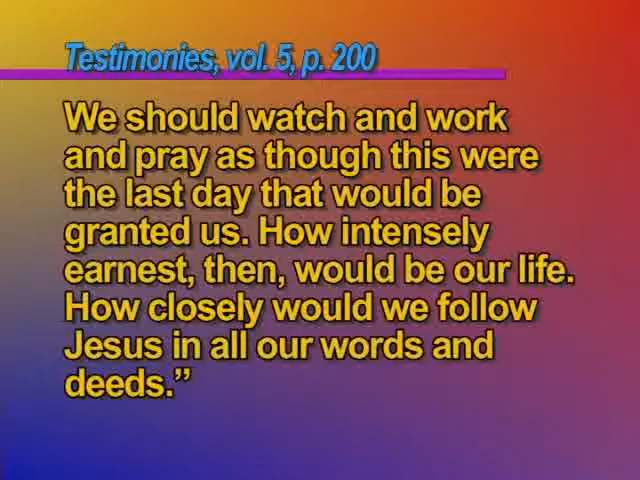 Testimonies, vol. 5, p. 200
We should watch and work
and pray as though this were
the last day that would be
granted us. How intensely
earnest, then, would be our life.
How closely would we follow
Jesus in all our words and
deeds.”